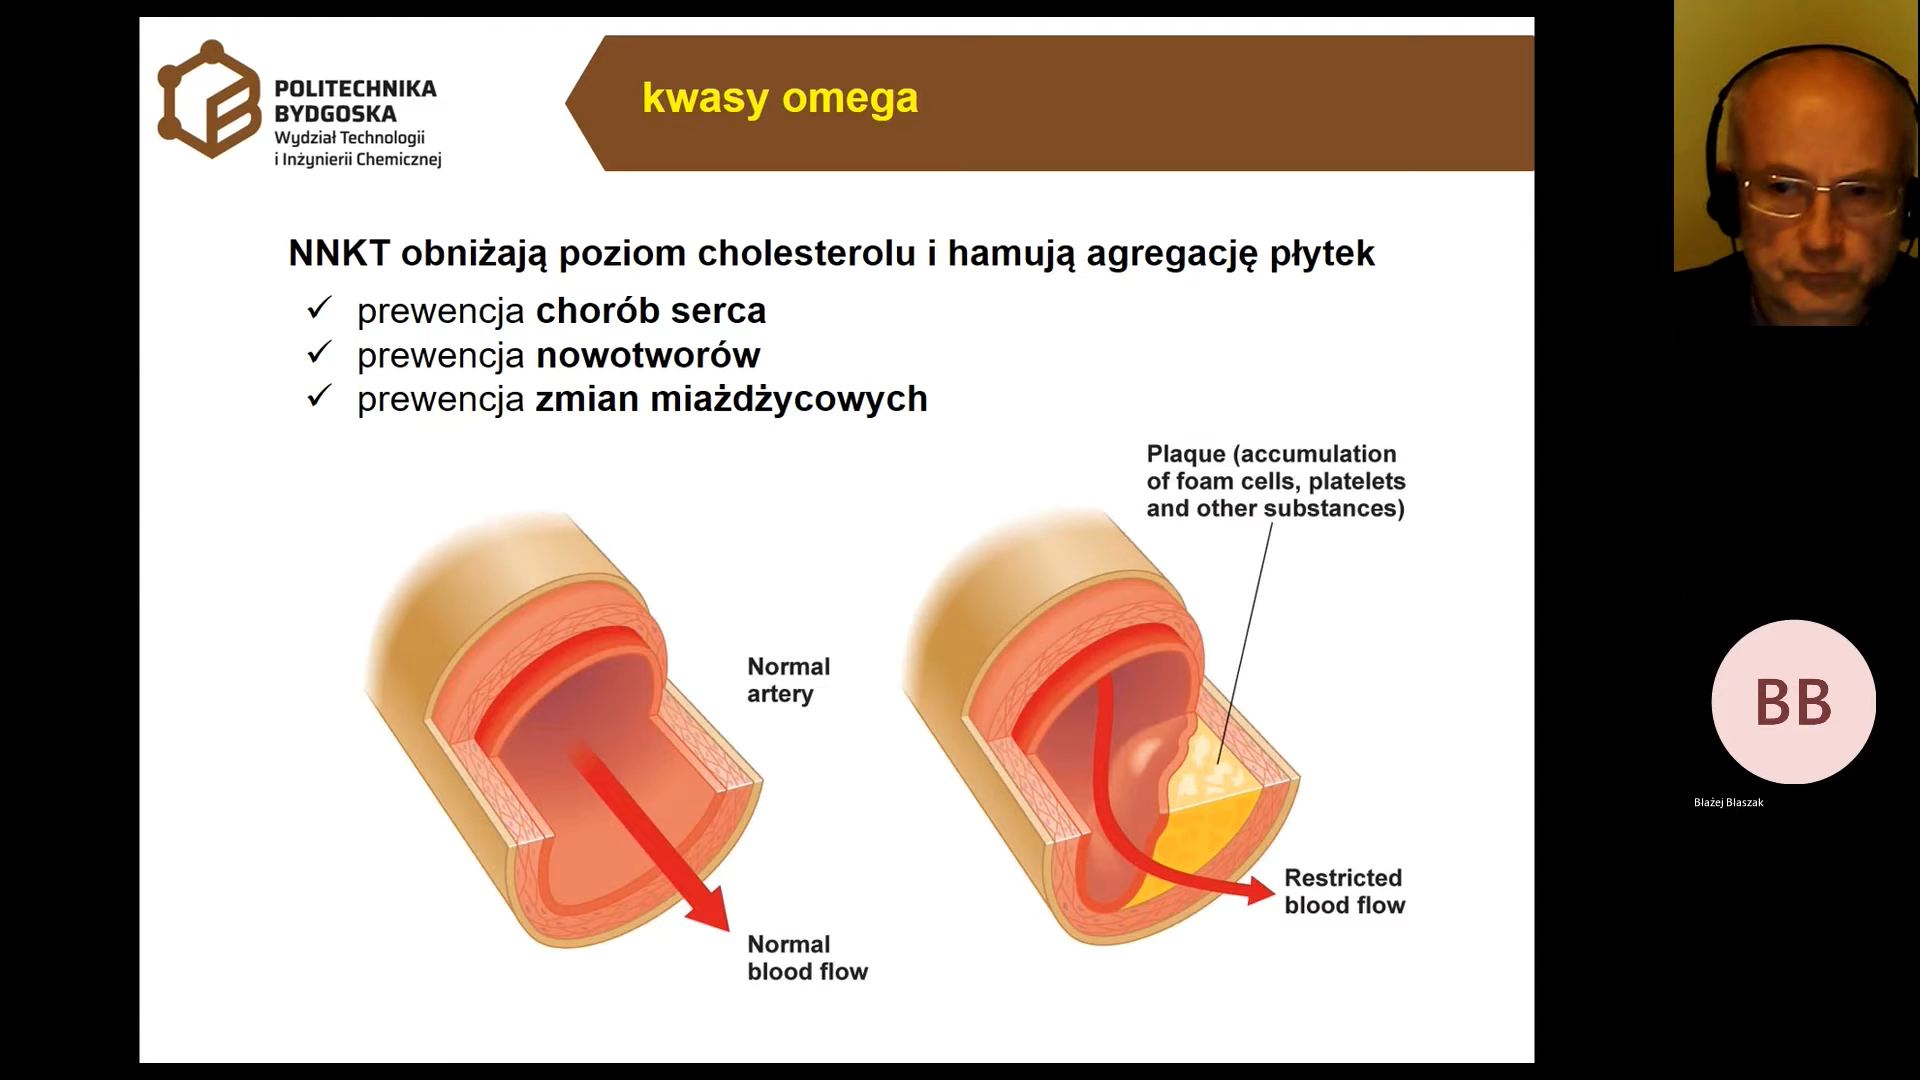 POLITECHNIKA
BYDGOSKA
Wydział Technologii
i Inżynierii Chemicznej
kwasy omega
NNKT obniżają poziom cholesterolu i hamują agregację płytek
✓ prewencja chorób serca
✓ prewencja nowotworów
✓ prewencja zmian miażdżycowych
Plaque (accumulation
of foam cells, platelets
and other substances)
Normal
artery
Restricted
blood flow
Normal
blood flow
BB
Błażej Błaszak